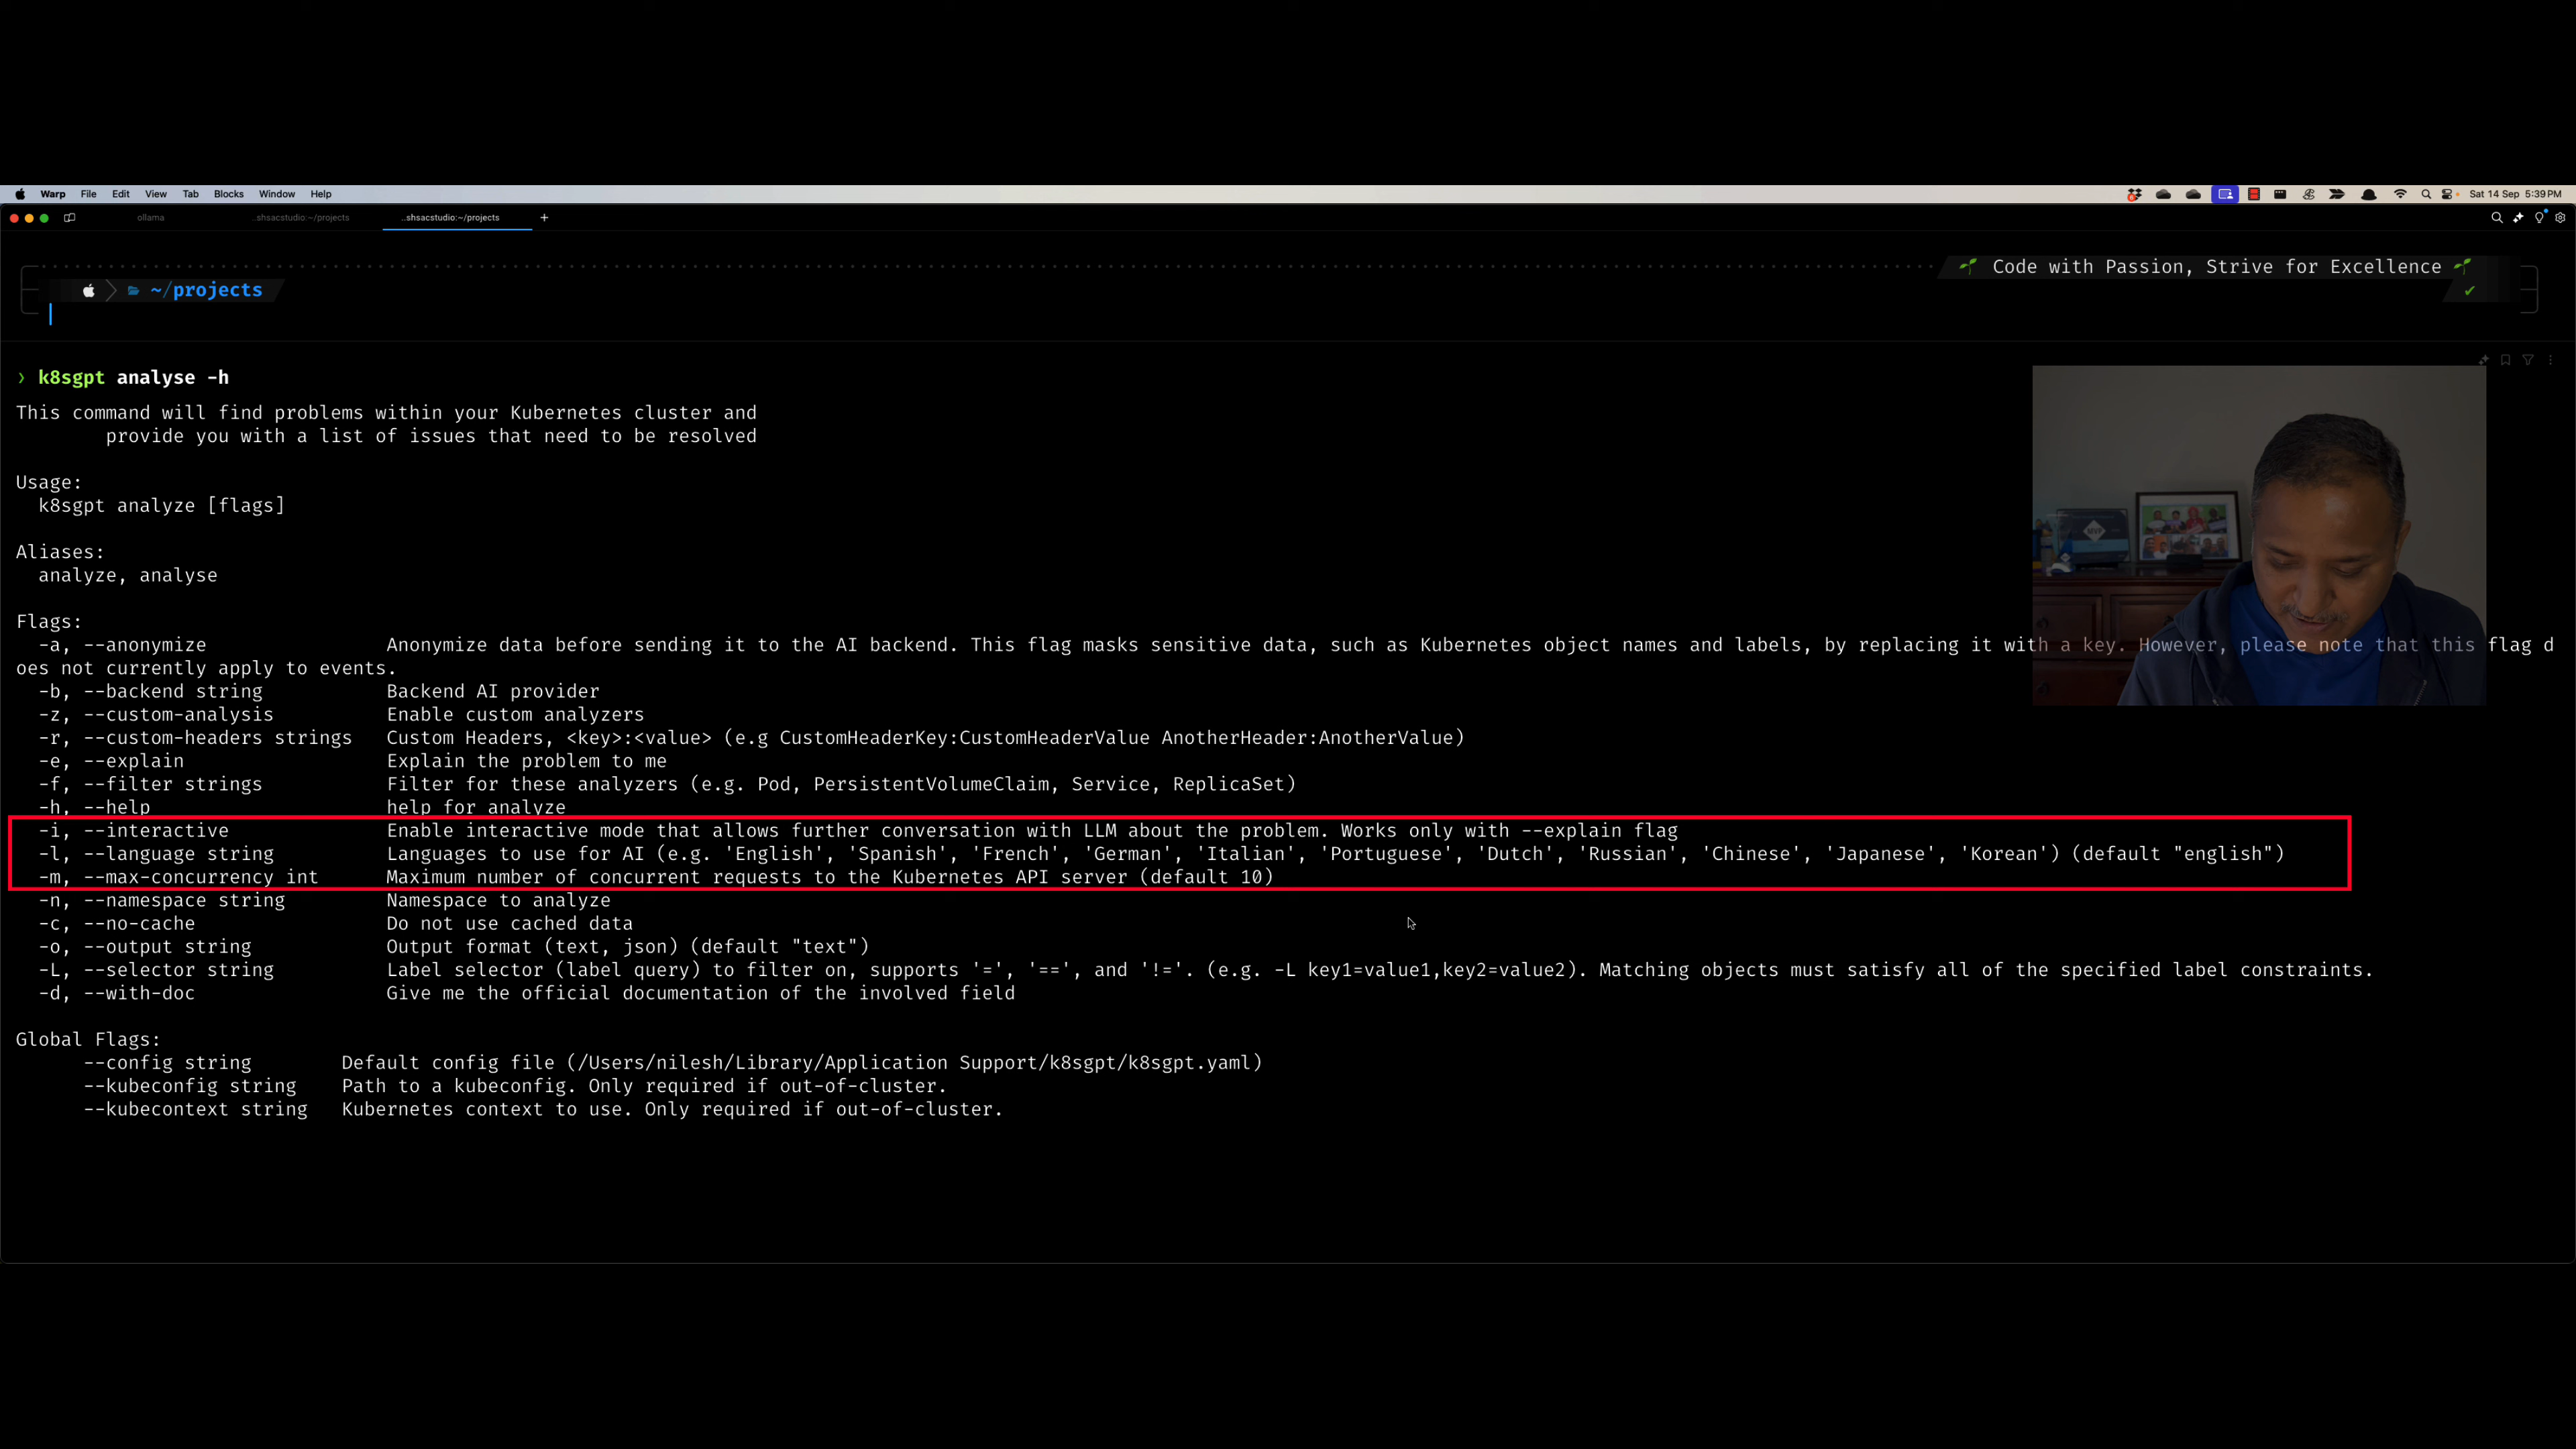 Warp File Edit View Tab Blocks Window Help
Sat 14 Sep 5:39 PM
ollama
..shsacstudio:~/projects
..shsacstudio:~/projects
+
Code with Passion, Strive for Excellence
~/projects
✓
› k8sgpt analyse -h
This command will find problems within your Kubernetes cluster and
provide you with a list of issues that need to be resolved
Usage:
k8sgpt analyze [flags]
Aliases:
analyze, analyse
Flags:
-a, --anonymize Anonymize data before sending it to the AI backend. This flag masks sensitive data, such as Kubernetes object names and labels, by replacing it with a key. However, please note that this flag d
oes not currently apply to events.
-b, --backend string Backend AI provider
-z, --custom-analysis Enable custom analyzers
-r, --custom-headers strings Custom Headers, <key>:<value> (e.g CustomHeaderKey:CustomHeaderValue AnotherHeader:AnotherValue)
-e, --explain Explain the problem to me
-f, --filter strings Filter for these analyzers (e.g. Pod, PersistentVolumeClaim, Service, ReplicaSet)
-h, --help help for analyze
-i, --interactive Enable interactive mode that allows further conversation with LLM about the problem. Works only with --explain flag
-l, --language string Languages to use for AI (e.g. 'English', 'Spanish', 'French', 'German', 'Italian', 'Portuguese', 'Dutch', 'Russian', 'Chinese', 'Japanese', 'Korean') (default "english")
-m, --max-concurrency int Maximum number of concurrent requests to the Kubernetes API server (default 10)
-n, --namespace string Namespace to analyze
-c, --no-cache Do not use cached data
-o, --output string Output format (text, json) (default "text")
-L, --selector string Label selector (label query) to filter on, supports '=', '==', and '!='. (e.g. -L key1=value1,key2=value2). Matching objects must satisfy all of the specified label constraints.
-d, --with-doc Give me the official documentation of the involved field
Global Flags:
--config string Default config file (/Users/nilesh/Library/Application Support/k8sgpt/k8sgpt.yaml)
--kubeconfig string Path to a kubeconfig. Only required if out-of-cluster.
--kubecontext string Kubernetes context to use. Only required if out-of-cluster.